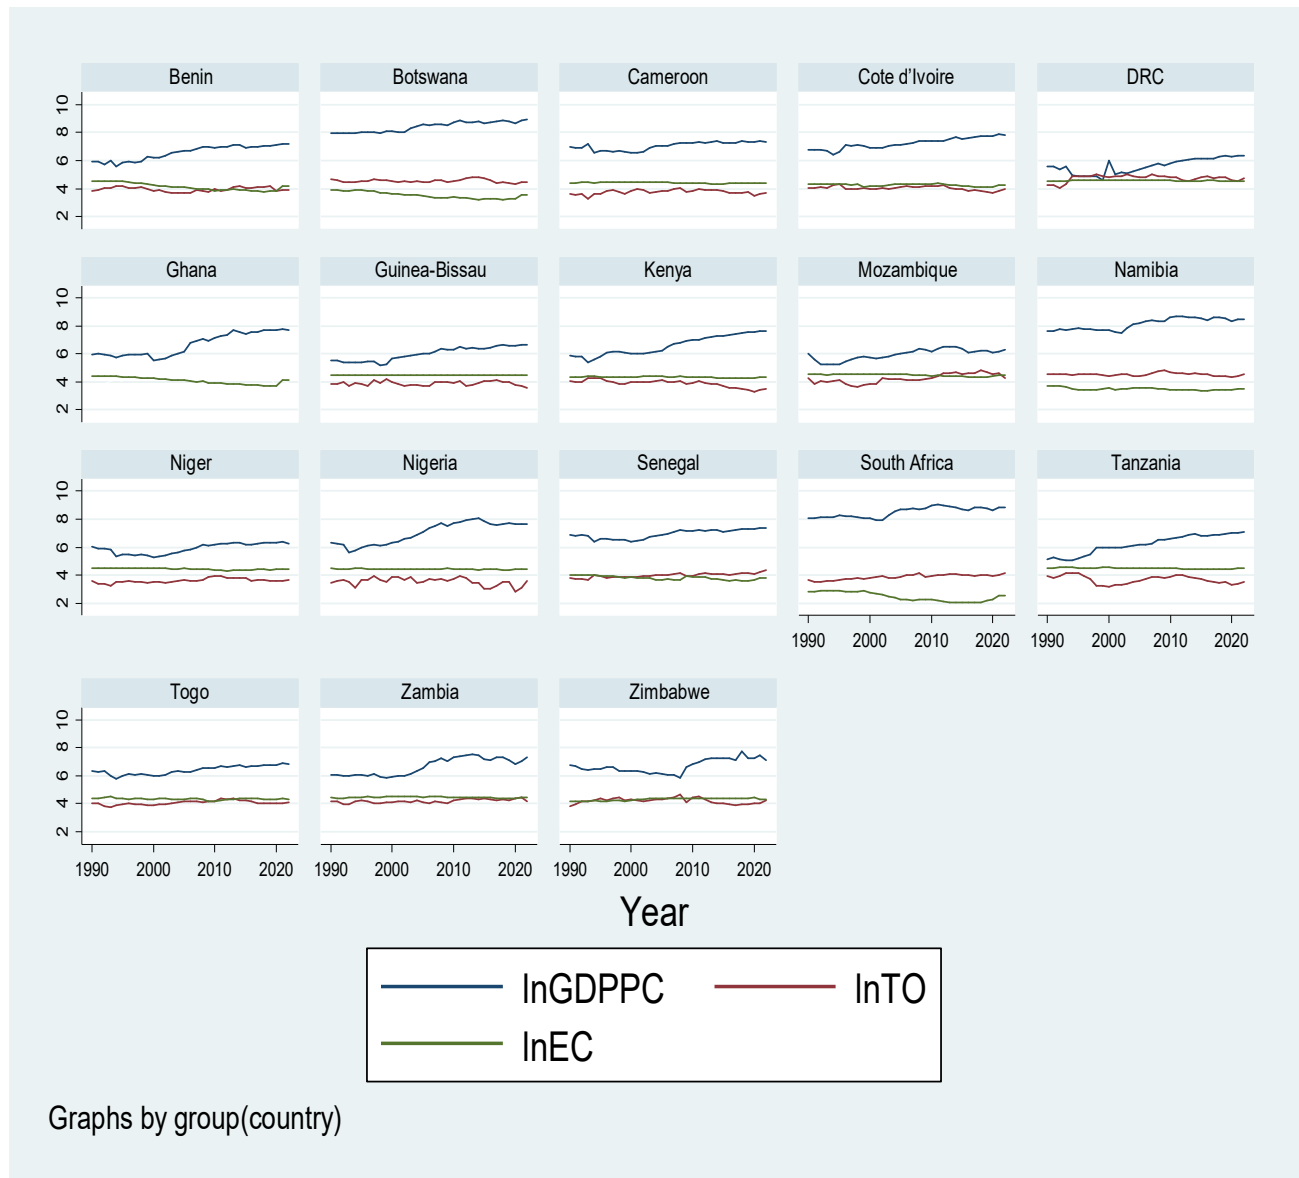 Benin Botswana Cameroon Cote d'Ivoire DRC
10
8
6
4
2
Ghana Guinea-Bissau Kenya Mozambique Namibia
10
8
6
4
2
Niger Nigeria Senegal South Africa Tanzania
10
8
6
4
2
1990 2000 2010 2020 1990 2000 2010 2020
Togo Zambia Zimbabwe
10
8
6
4
2
1990 2000 2010 2020 1990 2000 2010 2020 1990 2000 2010 2020
Year
lnGDPPC lnTO
lnEC
Graphs by group(country)